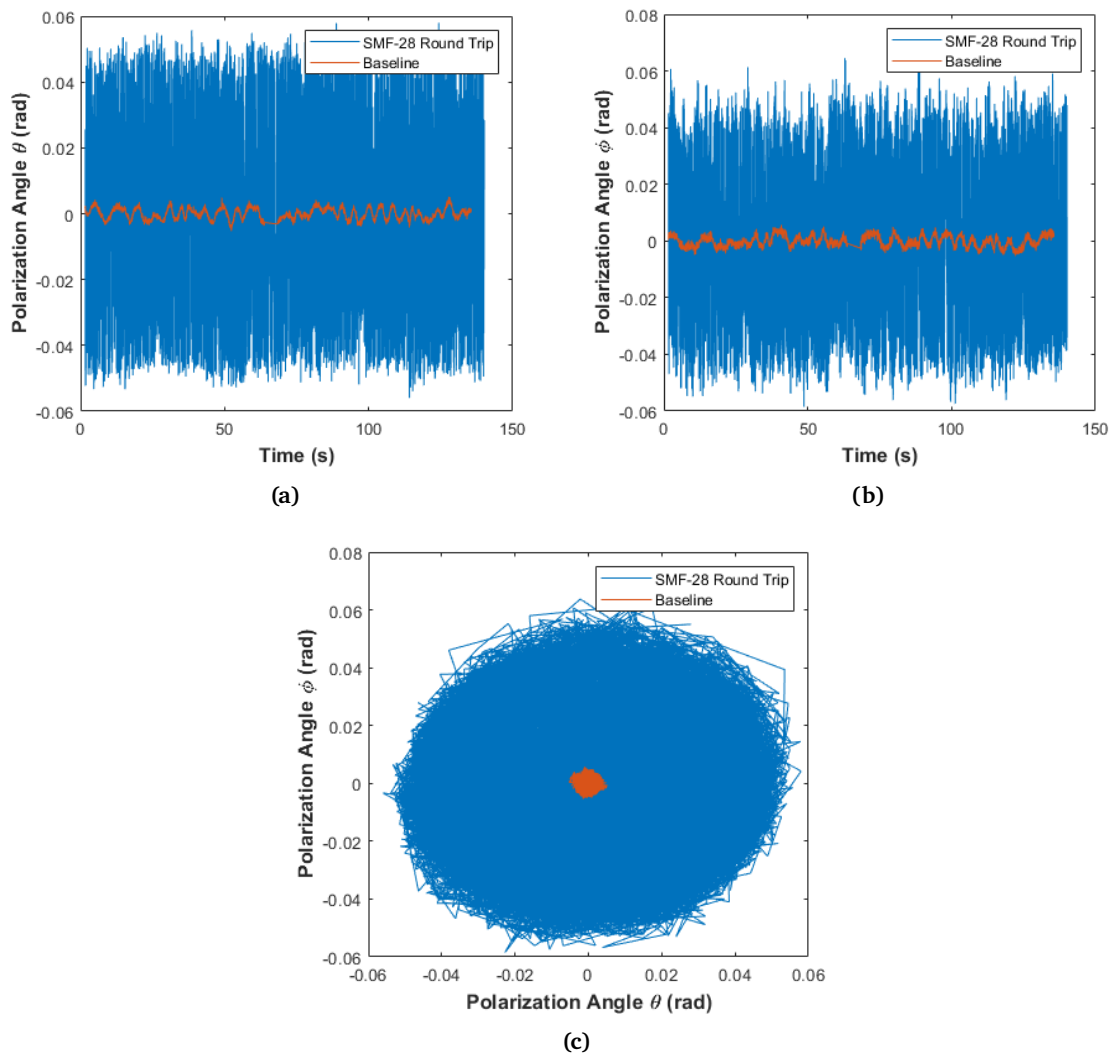 0.06
0.04
0.02
0
-0.02
-0.04
-0.06
Polarization Angle θ (rad)
SMF-28 Round Trip
Baseline
0
50
100
150
Time (s)
(a)
0.08
0.06
0.04
0.02
0
-0.02
-0.04
-0.06
Polarization Angle ϕ (rad)
SMF-28 Round Trip
Baseline
0
50
100
150
Time (s)
(b)
0.08
0.06
0.04
0.02
0
-0.02
-0.04
-0.06
Polarization Angle ϕ (rad)
SMF-28 Round Trip
Baseline
-0.06
-0.04
-0.02
0
0.02
0.04
0.06
Polarization Angle θ (rad)
(c)